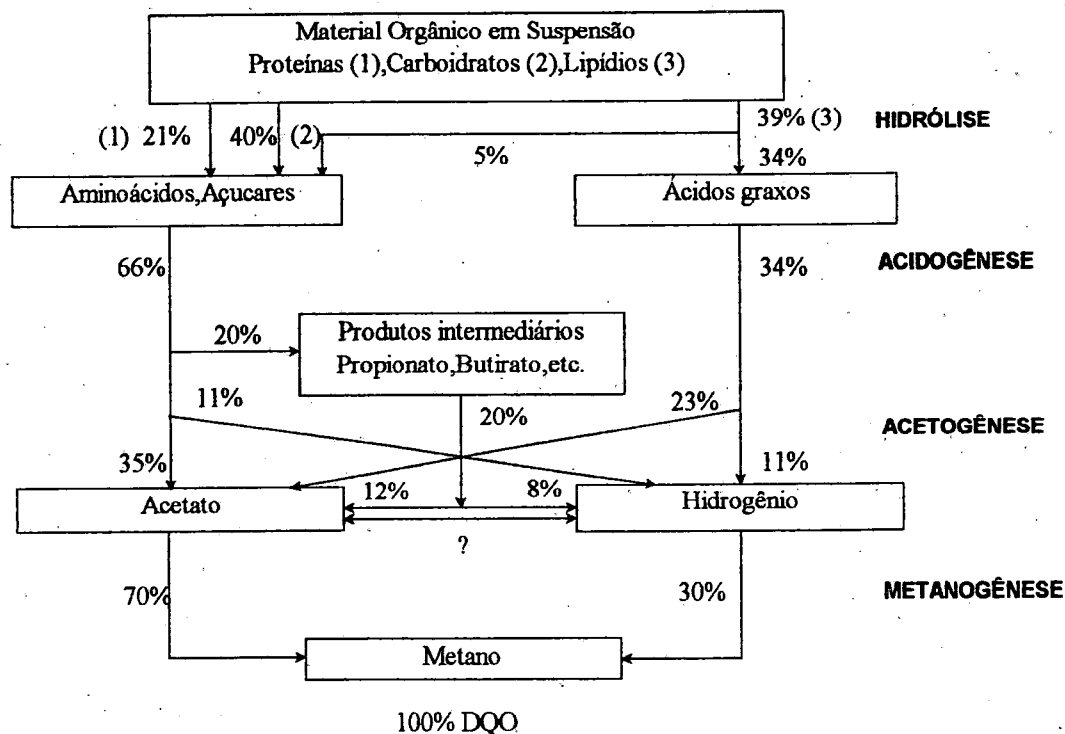 Material Orgânico em Suspensão
Proteínas (1),Carboidratos (2),Lipídios (3)
(1) 21% 40% (2) 5% 39% (3) HIDRÓLISE
34%
Aminoácidos,Açucares Ácidos graxos
66% 34% ACIDOGÊNESE
20% Produtos intermediários
Propionato,Butirato,etc.
11% 20% 23% ACETOGÊNESE
35% 11%
Acetato 12% 8% Hidrogênio
?
70% 30% METANOGÊNESE
Metano
100% DQO